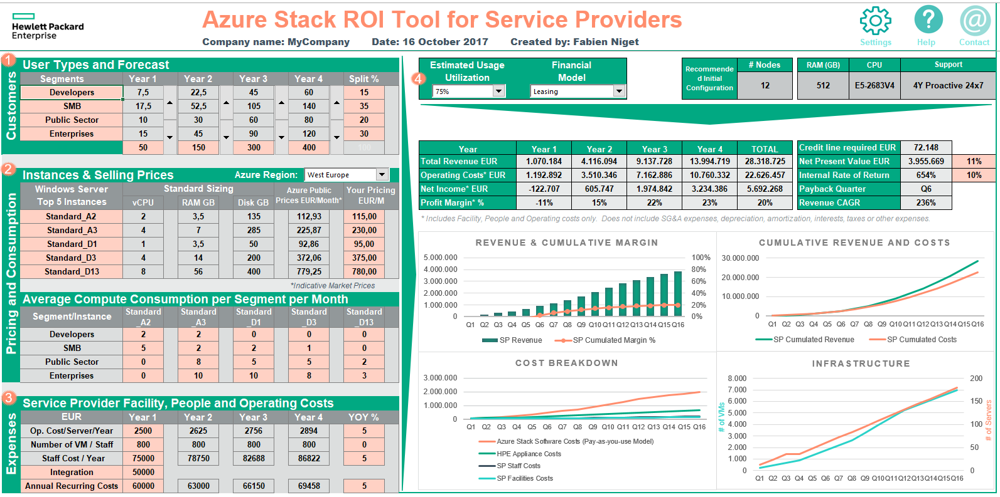 Hewlett Packard
Enterprise
Azure Stack ROI Tool for Service Providers
Company name: MyCompany Date: 16 October 2017 Created by: Fabien Niget
Settings Help @ Contact
1 Customers
User Types and Forecast
Segments Year 1 Year 2 Year 3 Year 4 Split %
Developers 7,5 22,5 45 60 15
SMB 17,5 52,5 105 140 35
Public Sector 10 30 60 80 20
Enterprises 15 45 90 120 30
50 150 300 400 100
2 Pricing and Consumption
Instances & Selling Prices Azure Region: West Europe
Windows Server Top 5 Instances
Standard Sizing
vCPU RAM GB Disk GB
Azure Public Prices EUR/Month*
Your Pricing EUR/M
Standard_A2 2 3,5 135 112,93 115,00
Standard_A3 4 7 285 225,87 230,00
Standard_D1 1 3,5 50 92,86 95,00
Standard_D3 4 14 200 372,06 375,00
Standard_D13 8 56 400 779,25 780,00
*Indicative Market Prices
Average Compute Consumption per Segment per Month
Segment/Instance Standard_A2 Standard_A3 Standard_D1 Standard_D3 Standard_D13
Developers 2 2 0 0 0
SMB 5 2 2 1 0
Public Sector 0 8 5 5 2
Enterprises 0 10 10 8 3
3 Expenses
Service Provider Facility, People and Operating Costs
EUR Year 1 Year 2 Year 3 Year 4 YOY %
Op. Cost/Server/Year 2500 2625 2756 2894 5
Number of VM / Staff 800 800 800 800 0
Staff Cost / Year 75000 78750 82688 86822 5
Integration 50000
Annual Recurring Costs 60000 63000 66150 69458 5
4
Estimated Usage Utilization
75%
Financial Model
Leasing
Recommende
d Initial
Configuration
# Nodes RAM (GB) CPU Support
12 512 E5-2683V4 4Y Proactive 24x7
Year Year 1 Year 2 Year 3 Year 4 TOTAL
Total Revenue EUR 1.070.184 4.116.094 9.137.728 13.994.719 28.318.725
Operating Costs* EUR 1.192.892 3.510.346 7.162.886 10.760.332 22.626.457
Net Income* EUR -122.707 605.747 1.974.842 3.234.386 5.692.268
Profit Margin* % -11% 15% 22% 23% 20%
Credit line required EUR 72.148
Net Present Value EUR 3.955.669 11%
Internal Rate of Return 654% 10%
Payback Quarter Q6
Revenue CAGR 236%
* Includes Facility, People and Operating costs only. Does not include SG&A expenses, depreciation, amortization, interests, taxes or other expenses.
REVENUE & CUMULATIVE MARGIN
5.000.000 100%
4.000.000 80%
3.000.000 60%
2.000.000 40%
1.000.000 20%
0 0%
Q1 Q2 Q3 Q4 Q5 Q6 Q7 Q8 Q9 Q10 Q11 Q12 Q13 Q14 Q15 Q16
SP Revenue SP Cumulated Margin %
CUMULATIVE REVENUE AND COSTS
30.000.000
20.000.000
10.000.000
0
Q1 Q2 Q3 Q4 Q5 Q6 Q7 Q8 Q9 Q10 Q11 Q12 Q13 Q14 Q15 Q16
SP Cumulated Revenue SP Cumulated Costs
COST BREAKDOWN
3.000.000
2.000.000
1.000.000
0
Q1 Q2 Q3 Q4 Q5 Q6 Q7 Q8 Q9 Q10 Q11 Q12 Q13 Q14 Q15 Q16
Azure Stack Software Costs (Pay-as-you-use Model)
HPE Appliance Costs
SP Staff Costs
SP Facilities Costs
INFRASTRUCTURE
# of VMs
# of Servers
8.000 200
7.000
6.000 150
5.000
4.000 100
3.000
2.000 50
1.000
0 0
Q1 Q2 Q3 Q4 Q5 Q6 Q7 Q8 Q9 Q10 Q11 Q12 Q13 Q14 Q15 Q16